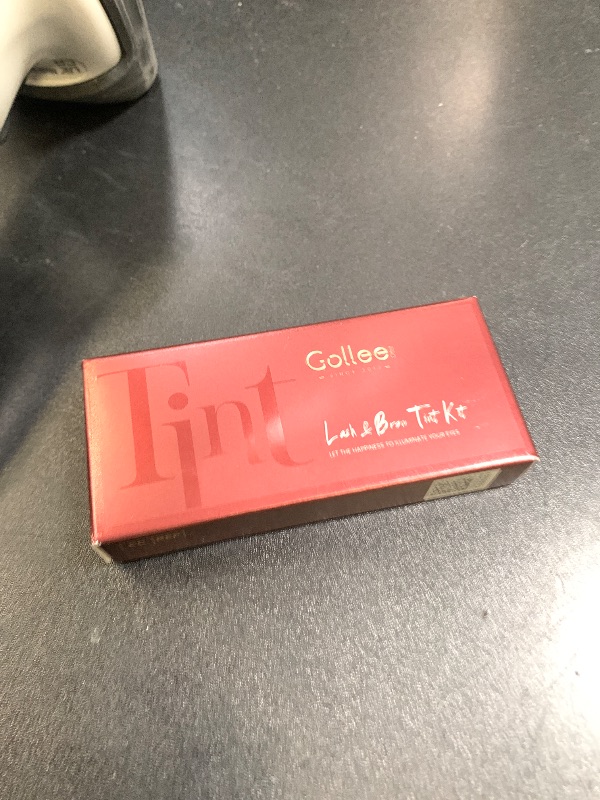 Gollee
Tint
Lash & Brow Tint Kit
LET THE HAPPINESS TO ILLUMINATE YOUR EYES